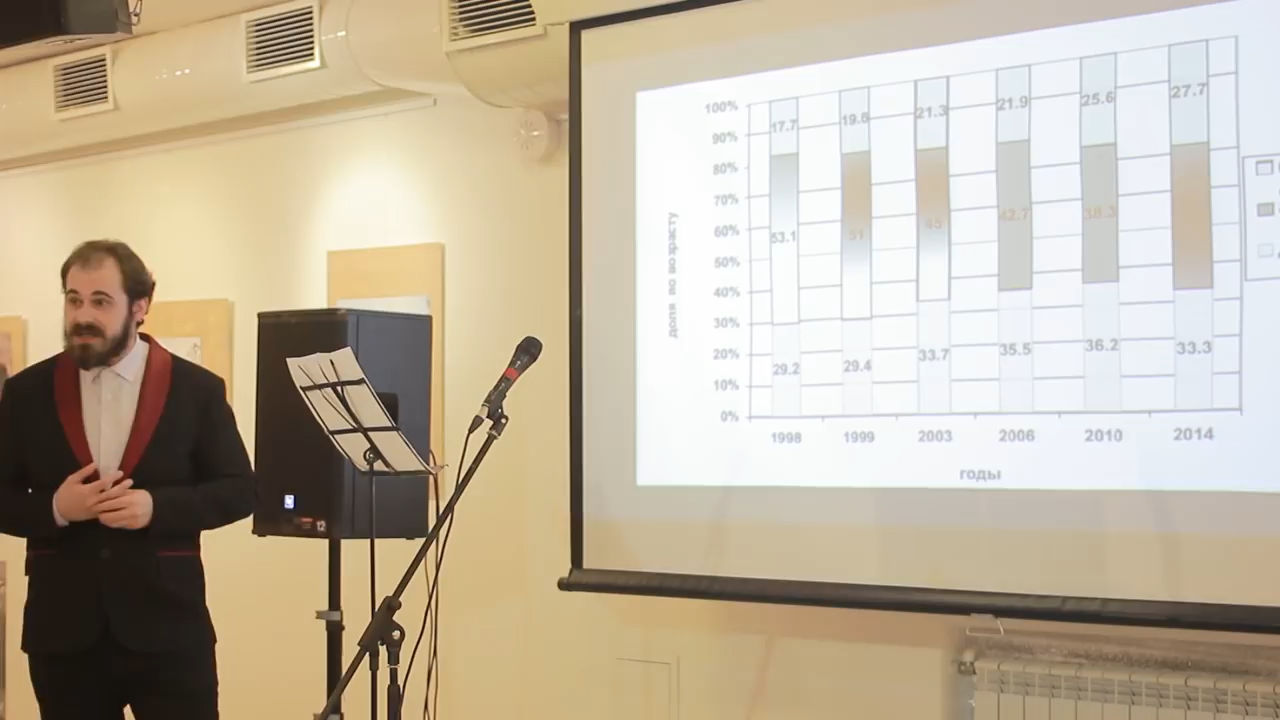 100%
90%
80%
70%
60%
50%
40%
30%
20%
10%
0%
17.7 19.6 21.3 21.9 25.6 27.7
53.1 51 45 42.7 38.3
29.2 29.4 33.7 35.5 36.2 33.3
1998 1999 2003 2006 2010 2014
годы
доля по возрасту
12